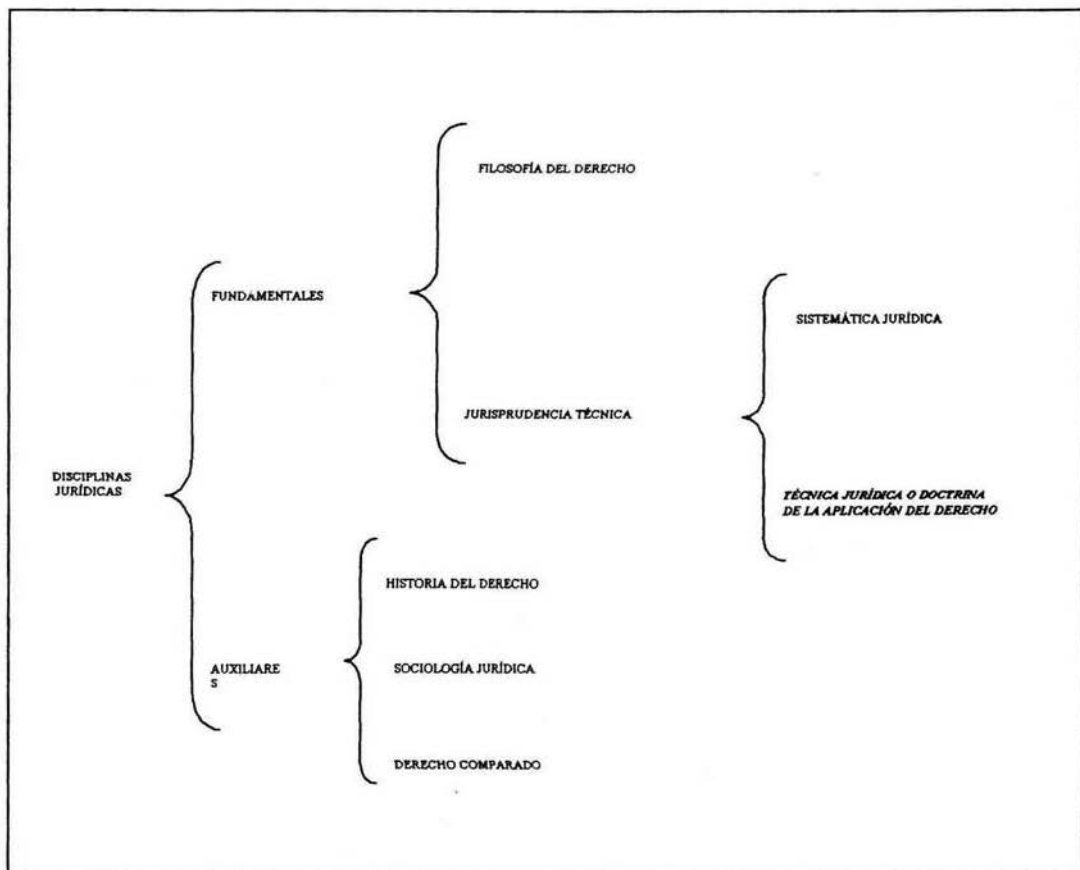 FILOSOFÍA DEL DERECHO
FUNDAMENTALES
SISTEMÁTICA JURÍDICA
JURISPRUDENCIA TÉCNICA
DISCIPLINAS
JURÍDICAS
TÉCNICA JURÍDICA O DOCTRINA
DE LA APLICACIÓN DEL DERECHO
HISTORIA DEL DERECHO
AUXILIARE
S
SOCIOLOGÍA JURÍDICA
DERECHO COMPARADO